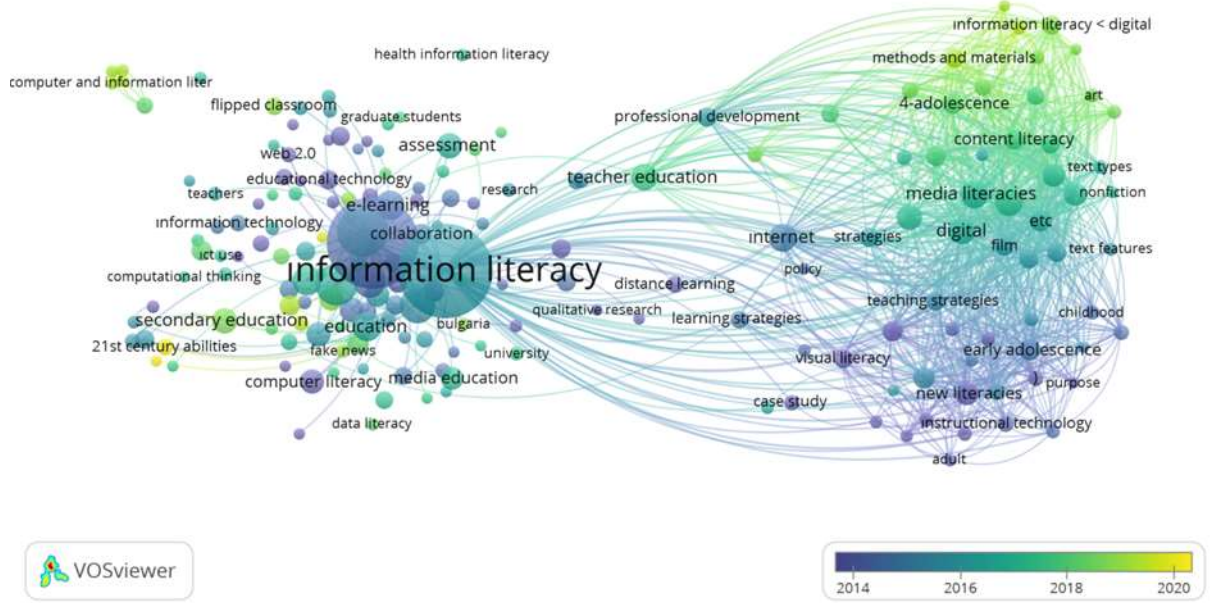 information literacy < digital
health information literacy
methods and materials
computer and information liter
art
flipped classroom
4-adolescence
graduate students
professional development
content literacy
assessment
web 2.0
text types
educational technology
teacher education
research
teachers
media literacies
nonfiction
e-learning
information technology
etc
collaboration
internet
strategies
digital
film
text features
ict use
computational thinking
information literacy
policy
distance learning
teaching strategies
qualitative research
childhood
secondary education
education
bulgaria
learning strategies
21st century abilities
fake news
university
early adolescence
visual literacy
computer literacy
media education
purpose
new literacies
case study
data literacy
instructional technology
adult
VOSviewer
2014
2016
2018
2020